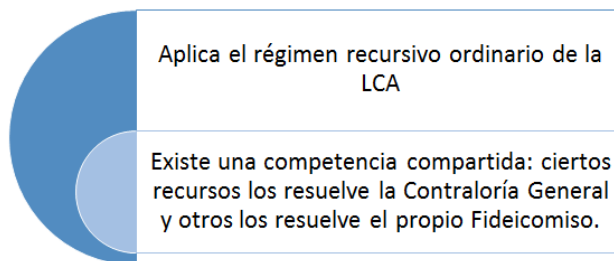 Aplica el régimen recursivo ordinario de la
LCA
Existe una competencia compartida: ciertos
recursos los resuelve la Contraloría General
y otros los resuelve el propio Fideicomiso.